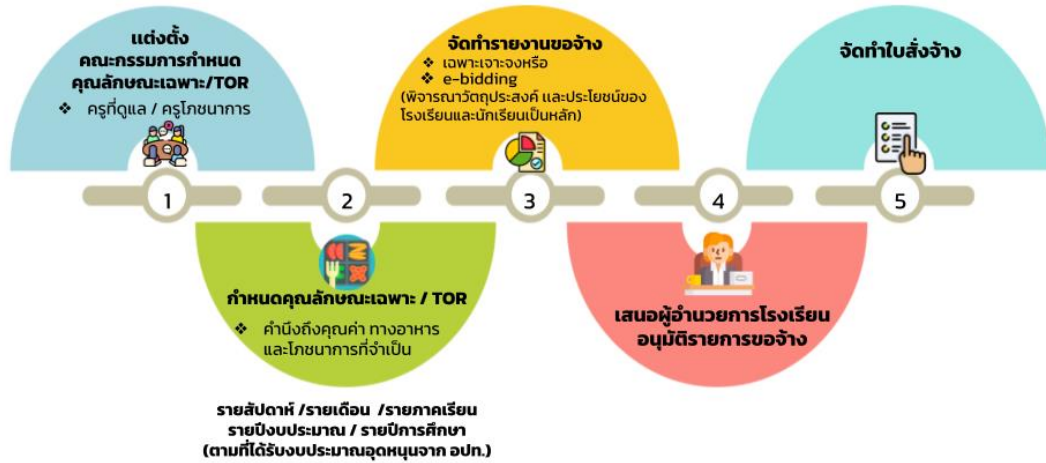 แต่งตั้ง
คณะกรรมการกำหนด
คุณลักษณะเฉพาะ/TOR
❖ ครูที่ดูแล / ครูโภชนาการ
1
2
กำหนดคุณลักษณะเฉพาะ / TOR
❖ คำนึงถึงคุณค่า ทางอาหาร
และโภชนาการที่จำเป็น
รายสัปดาห์ /รายเดือน /รายภาคเรียน
รายปีงบประมาณ / รายปีการศึกษา
(ตามที่ได้รับงบประมาณอุดหนุนจาก อปท.)
จัดทำรายงานขอจ้าง
❖ เฉพาะเจาะจงหรือ
❖ e-bidding
(พิจารณาวัตถุประสงค์ และประโยชน์ของ
โรงเรียนและนักเรียนเป็นหลัก)
3
4
เสนอผู้อำนวยการโรงเรียน
อนุมัติรายการขอจ้าง
จัดทำใบสั่งจ้าง
5